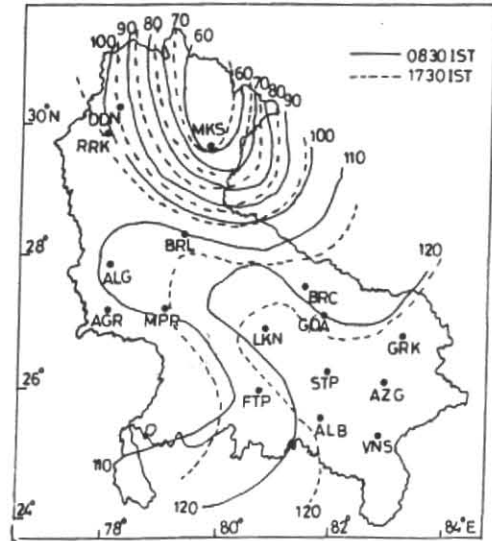 70
80
90
100
60
60
70
80
90
100
110
0830 IST
1730 IST
30°N
DDN
RRK
MKS
28°
BRL
ALG
120
AGR
MPR
BRC
GDA
LKN
GRK
26°
STP
FTP
AZG
ALB
VNS
110
120
120
24°
78°
80°
82°
84°E